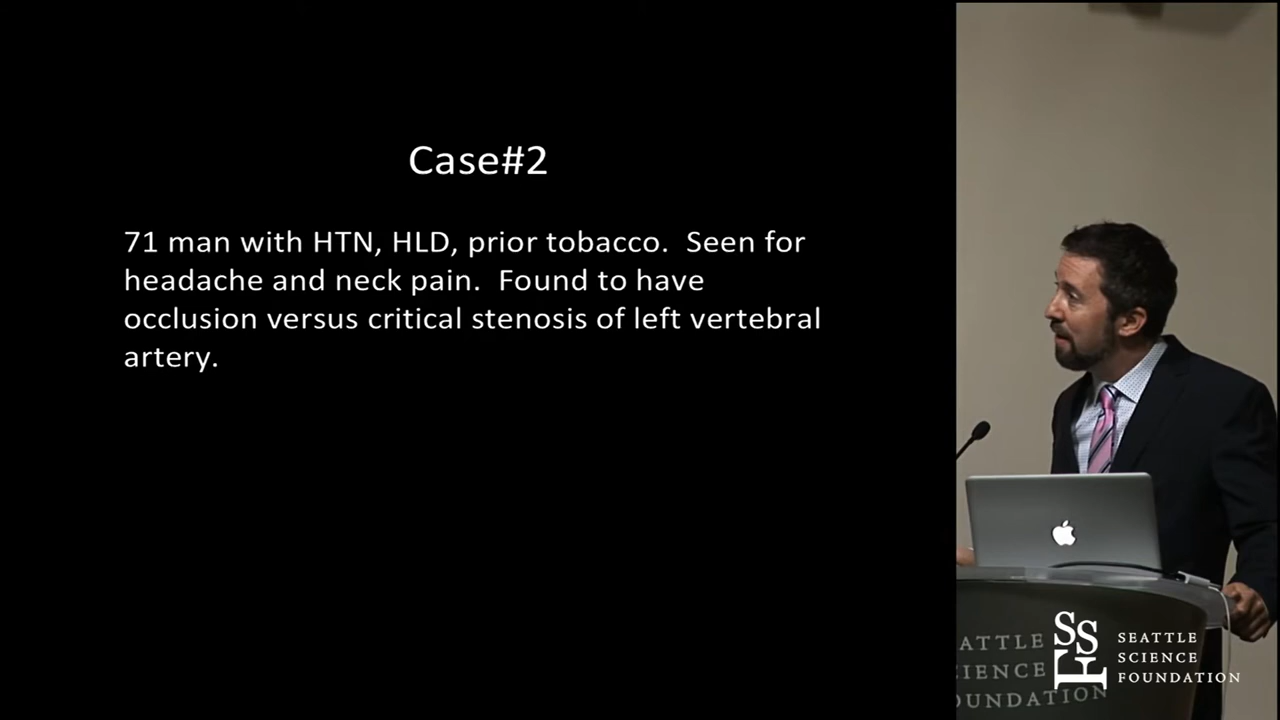 Case#2
71 man with HTN, HLD, prior tobacco.  Seen for
headache and neck pain.  Found to have
occlusion versus critical stenosis of left vertebral
artery.
SSF
SEATTLE
SCIENCE
FOUNDATION